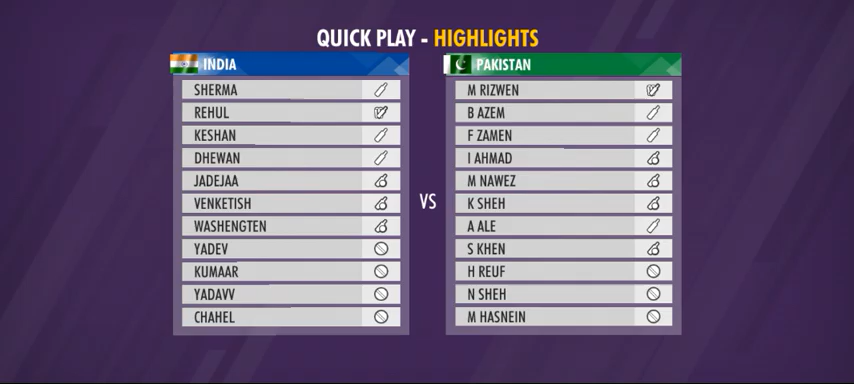 QUICK PLAY - HIGHLIGHTS
INDIA
SHERMA
REHUL
KESHAN
DHEWAN
JADEJAA
VENKETISH
WASHENGTEN
YADEV
KUMAAR
YADAVV
CHAHEL
VS
PAKISTAN
M RIZWEN
B AZEM
F ZAMEN
I AHMAD
M NAWEZ
K SHEH
A ALE
S KHEN
H REUF
N SHEH
M HASNEIN